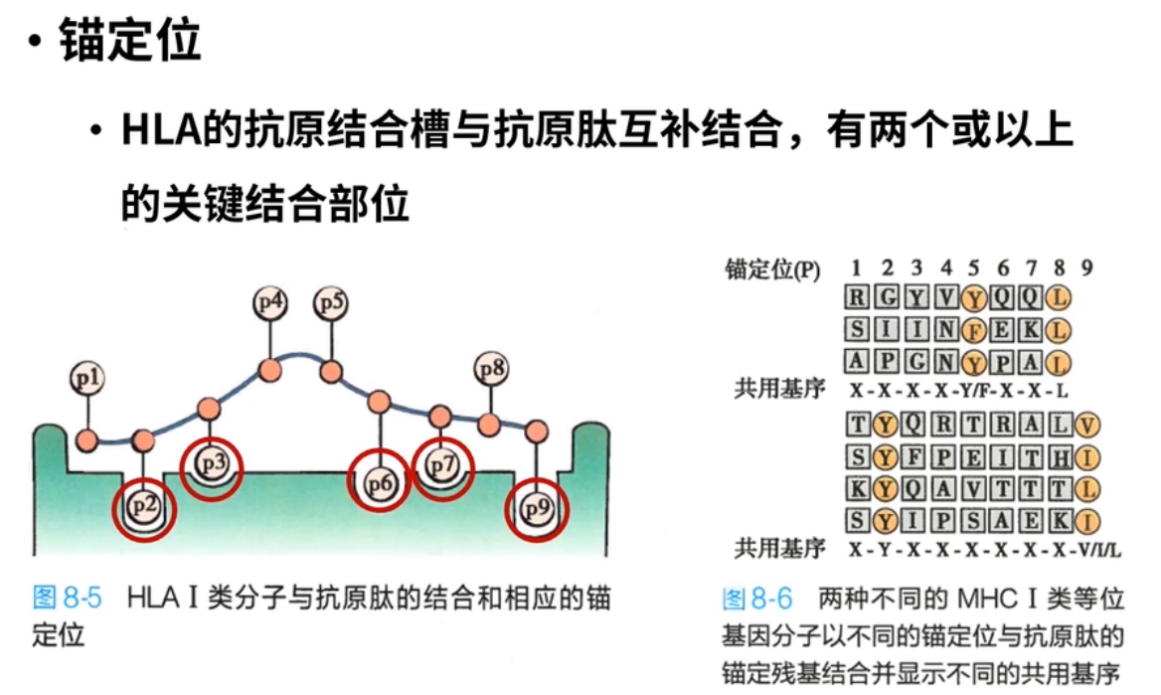 • 锚定位
• HLA的抗原结合槽与抗原肽互补结合，有两个或以上
的关键结合部位
p4 p5
p1 p8
p3 p7
p6
p2 p9
图 8-5 HLA I 类分子与抗原肽的结合和相应的锚
定位
锚定位(P) 1 2 3 4 5 6 7 8 9
R G Y V Y Q Q L
S I I N F E K L
A P G N Y P A L
共用基序 X-X-X-X-Y/F-X-X-L
T Y Q R T R A L V
S Y F P E I T H I
K Y Q A V T T T L
S Y I P S A E K I
共用基序 X-Y-X-X-X-X-X-X-V/I/L
图 8-6 两种不同的 MHC I 类等位
基因分子以不同的锚定位与抗原肽的
锚定残基结合并显示不同的共用基序